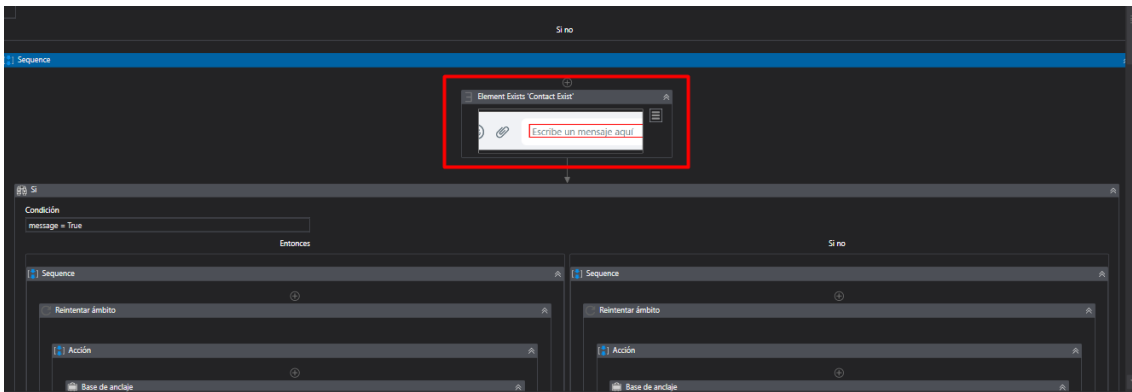 Si no
Sequence
Element Exists 'Contact Exist'
Escribe un mensaje aquí
Si
Condición
message = True
Entonces
Si no
Sequence
Sequence
Reintentar ámbito
Reintentar ámbito
Acción
Acción
Base de anclaje
Base de anclaje